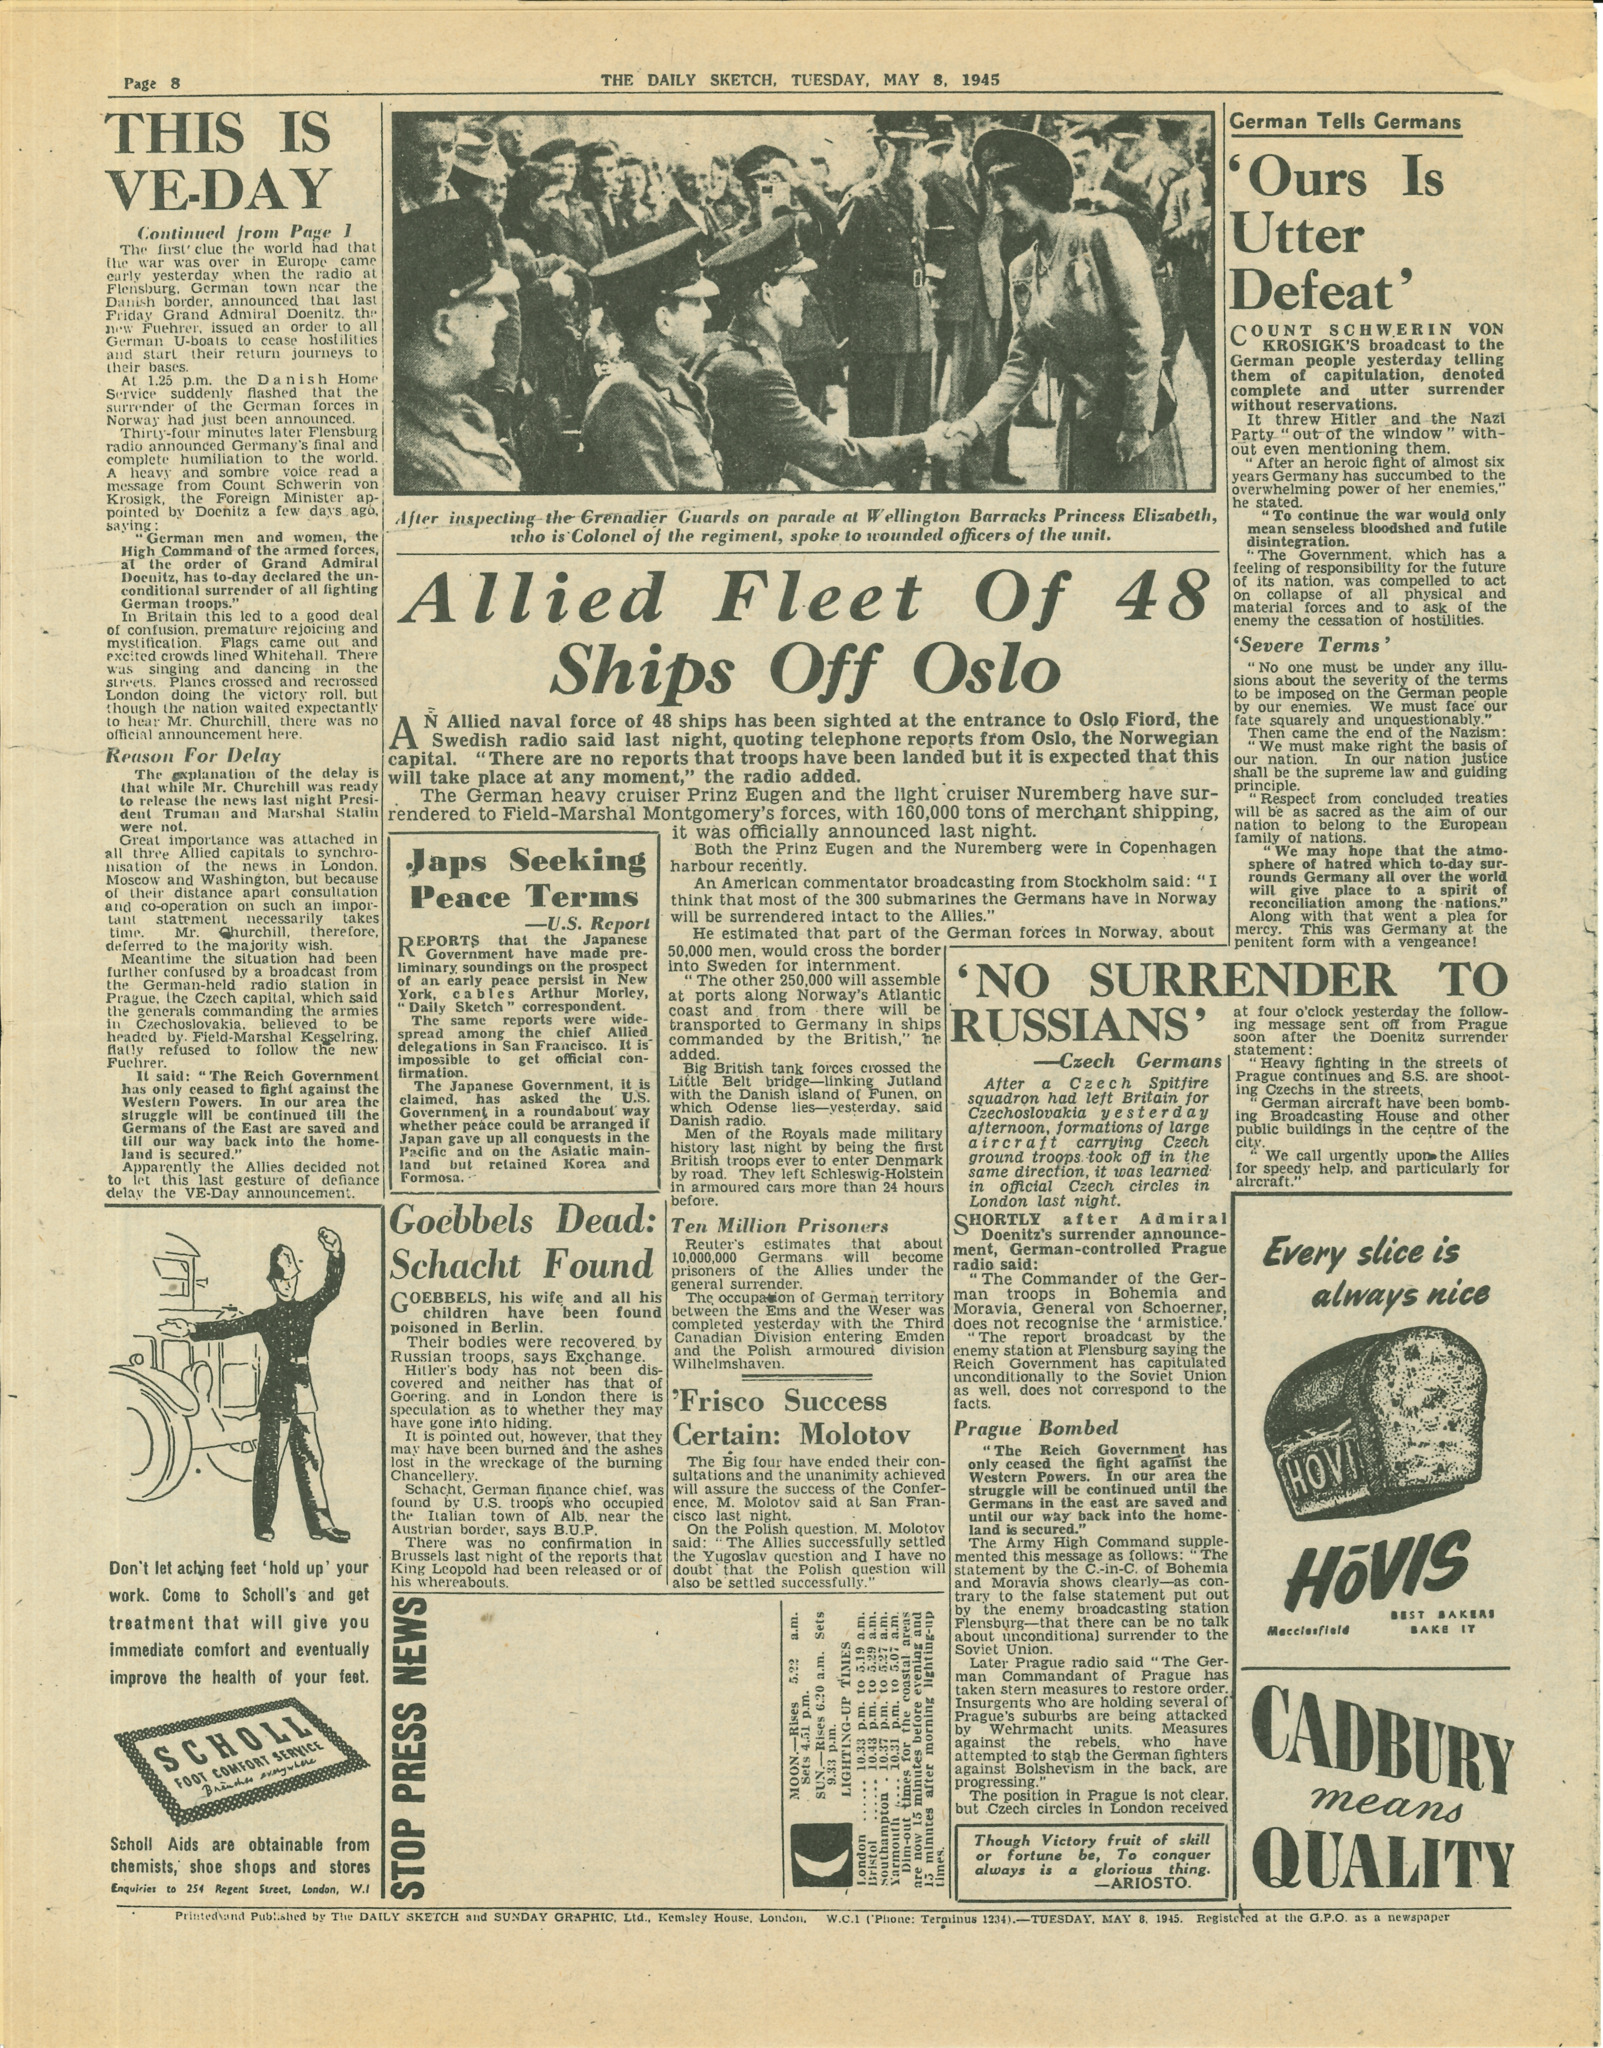 Page 8
THE DAILY SKETCH, TUESDAY, MAY 8, 1945
THIS IS
VE-DAY
Continued from Page 1
The first clue the world had that
the war was over in Europe came
early yesterday when the radio at
Flensburg, German town near the
Danish border, announced that last
Friday Grand Admiral Doenitz, the
new Fuehrer, issued an order to all
German U-boats to cease hostilities
and start their return journeys to
their bases.
At 1.25 p.m. the Danish Home
Service suddenly flashed that the
surrender of the German forces in
Norway had just been announced.
Thirty-four minutes later Flensburg
radio announced Germany's final and
complete humiliation to the world.
A heavy and sombre voice read a
message from Count Schwerin von
Krosigk, the Foreign Minister ap-
pointed by Doenitz a few days ago,
saying:
"German men and women, the
High Command of the armed forces,
at the order of Grand Admiral
Doenitz, has to-day declared the un-
conditional surrender of all fighting
German troops."
In Britain this led to a good deal
of confusion, premature rejoicing and
mystification. Flags came out and
excited crowds lined Whitehall. There
was singing and dancing in the
streets. Planes crossed and recrossed
London doing the victory roll, but
though the nation waited expectantly
to hear Mr. Churchill, there was no
official announcement here.
Reason For Delay
The explanation of the delay is
that while Mr. Churchill was ready
to release the news last night Presi-
dent Truman and Marshal Stalin
were not.
Great importance was attached in
all three Allied capitals to synchro-
nisation of the news in London,
Moscow and Washington, but because
of their distance apart consultation
and co-operation on such an impor-
tant statement necessarily takes
time. Mr. Churchill, therefore,
deferred to the majority wish.
Meantime the situation had been
further confused by a broadcast from
the German-held radio station in
Prague, the Czech capital, which said
the generals commanding the armies
in Czechoslovakia, believed to be
headed by Field-Marshal Kesselring,
flatly refused to follow the new
Fuehrer.
It said: "The Reich Government
has only ceased to fight against the
Western Powers. In our area the
struggle will be continued till the
Germans of the East are saved and
till our way back into the home-
land is secured."
Apparently the Allies decided not
to let this last gesture of defiance
delay the VE-Day announcement.
Don't let aching feet 'hold up' your
work. Come to Scholl's and get
treatment that will give you
immediate comfort and eventually
improve the health of your feet.
SCHOLL
FOOT COMFORT SERVICE
Branches everywhere
Scholl Aids are obtainable from
chemists, shoe shops and stores
Enquiries to 254 Regent Street, London, W.1
After inspecting the Grenadier Guards on parade at Wellington Barracks Princess Elizabeth,
who is Colonel of the regiment, spoke to wounded officers of the unit.
Allied Fleet Of 48
Ships Off Oslo
AN Allied naval force of 48 ships has been sighted at the entrance to Oslo Fiord, the
Swedish radio said last night, quoting telephone reports from Oslo, the Norwegian
capital. "There are no reports that troops have been landed but it is expected that this
will take place at any moment," the radio added.
The German heavy cruiser Prinz Eugen and the light cruiser Nuremberg have sur-
rendered to Field-Marshal Montgomery's forces, with 160,000 tons of merchant shipping,
it was officially announced last night.
Both the Prinz Eugen and the Nuremberg were in Copenhagen
harbour recently.
An American commentator broadcasting from Stockholm said: "I
think that most of the 300 submarines the Germans have in Norway
will be surrendered intact to the Allies."
He estimated that part of the German forces in Norway, about
50,000 men, would cross the border
into Sweden for internment.
"The other 250,000 will assemble
at ports along Norway's Atlantic
coast and from there will be
transported to Germany in ships
commanded by the British," he
added.
Big British tank forces crossed the
Little Belt bridge—linking Jutland
with the Danish island of Funen, on
which Odense lies—yesterday, said
Danish radio.
Men of the Royals made military
history last night by being the first
British troops ever to enter Denmark
by road. They left Schleswig-Holstein
in armoured cars more than 24 hours
before.
Ten Million Prisoners
Reuter's estimates that about
10,000,000 Germans will become
prisoners of the Allies under the
general surrender.
The occupation of German territory
between the Ems and the Weser was
completed yesterday with the Third
Canadian Division entering Emden
and the Polish armoured division
Wilhelmshaven.
Japs Seeking
Peace Terms
—U.S. Report
REPORTS that the Japanese
Government have made pre-
liminary soundings on the prospect
of an early peace persist in New
York, cables Arthur Morley,
"Daily Sketch" correspondent.
The same reports were wide-
spread among the chief Allied
delegations in San Francisco. It is
impossible to get official con-
firmation.
The Japanese Government, it is
claimed, has asked the U.S.
Government in a roundabout way
whether peace could be arranged if
Japan gave up all conquests in the
Pacific and on the Asiatic main-
land but retained Korea and
Formosa.
Goebbels Dead:
Schacht Found
GOEBBELS, his wife and all his
children have been found
poisoned in Berlin.
Their bodies were recovered by
Russian troops, says Exchange.
Hitler's body has not been dis-
covered and neither has that of
Goering, and in London there is
speculation as to whether they may
have gone into hiding.
It is pointed out, however, that they
may have been burned and the ashes
lost in the wreckage of the burning
Chancellery.
Schacht, German finance chief, was
found by U.S. troops who occupied
the Italian town of Alb, near the
Austrian border, says B.U.P.
There was no confirmation in
Brussels last night of the reports that
King Leopold had been released or of
his whereabouts.
'Frisco Success
Certain: Molotov
The Big four have ended their con-
sultations and the unanimity achieved
will assure the success of the Confer-
ence, M. Molotov said at San Fran-
cisco last night.
On the Polish question, M. Molotov
said: "The Allies successfully settled
the Yugoslav question and I have no
doubt that the Polish question will
also be settled successfully."
STOP PRESS NEWS
MOON.—Rises 5.22 a.m.
Sets 4.51 p.m.
SUN.—Rises 6.20 a.m. Sets
9.33 p.m.
LIGHTING-UP TIMES
London ...... 10.33 p.m. to 5.19 a.m.
Bristol ...... 10.43 p.m. to 5.29 a.m.
Southampton . 10.37 p.m. to 5.27 a.m.
Yarmouth .... 10.31 p.m. to 5.07 a.m.
Dim-out times for the coastal areas
are now 15 minutes before evening and
15 minutes after morning lighting-up
times.
German Tells Germans
'Ours Is
Utter
Defeat'
COUNT SCHWERIN VON
KROSIGK'S broadcast to the
German people yesterday telling
them of capitulation, denoted
complete and utter surrender
without reservations.
It threw Hitler and the Nazi
Party "out of the window" with-
out even mentioning them.
"After an heroic fight of almost six
years Germany has succumbed to the
overwhelming power of her enemies,"
he stated.
"To continue the war would only
mean senseless bloodshed and futile
disintegration.
"The Government, which has a
feeling of responsibility for the future
of its nation, was compelled to act
on collapse of all physical and
material forces and to ask of the
enemy the cessation of hostilities.
'Severe Terms'
"No one must be under any illu-
sions about the severity of the terms
to be imposed on the German people
by our enemies. We must face our
fate squarely and unquestionably."
Then came the end of the Nazism:
"We must make right the basis of
our nation. In our nation justice
shall be the supreme law and guiding
principle.
"Respect from concluded treaties
will be as sacred as the aim of our
nation to belong to the European
family of nations.
"We may hope that the atmo-
sphere of hatred which to-day sur-
rounds Germany all over the world
will give place to a spirit of
reconciliation among the nations."
Along with that went a plea for
mercy. This was Germany at the
penitent form with a vengeance!
'NO SURRENDER TO
RUSSIANS'
—Czech Germans
After a Czech Spitfire
squadron had left Britain for
Czechoslovakia yesterday
afternoon, formations of large
aircraft carrying Czech
ground troops took off in the
same direction, it was learned
in official Czech circles in
London last night.
SHORTLY after Admiral
Doenitz's surrender announce-
ment, German-controlled Prague
radio said:
"The Commander of the Ger-
man troops in Bohemia and
Moravia, General von Schoerner,
does not recognise the 'armistice.'
"The report broadcast by the
enemy station at Flensburg saying the
Reich Government has capitulated
unconditionally to the Soviet Union
as well, does not correspond to the
facts.
Prague Bombed
"The Reich Government has
only ceased the fight against the
Western Powers. In our area the
struggle will be continued until the
Germans in the east are saved and
until our way back into the home-
land is secured."
The Army High Command supple-
mented this message as follows: "The
statement by the C.-in-C. of Bohemia
and Moravia shows clearly—as con-
trary to the false statement put out
by the enemy broadcasting station
Flensburg—that there can be no talk
about unconditional surrender to the
Soviet Union.
Later Prague radio said "The Ger-
man Commandant of Prague has
taken stern measures to restore order.
Insurgents who are holding several of
Prague's suburbs are being attacked
by Wehrmacht units. Measures
against the rebels, who have
attempted to stab the German fighters
against Bolshevism in the back, are
progressing."
The position in Prague is not clear,
but Czech circles in London received
at four o'clock yesterday the follow-
ing message sent off from Prague
soon after the Doenitz surrender
statement:
"Heavy fighting in the streets of
Prague continues and S.S. are shoot-
ing Czechs in the streets.
"German aircraft have been bomb-
ing Broadcasting House and other
public buildings in the centre of the
city.
"We call urgently upon the Allies
for speedy help, and particularly for
aircraft."
Though Victory fruit of skill
or fortune be, To conquer
always is a glorious thing.
—ARIOSTO.
Every slice is
always nice
HOVIS
HōVIS
BEST BAKERS
BAKE IT
Macclesfield
CADBURY
means
QUALITY
Printed and Published by The DAILY SKETCH and SUNDAY GRAPHIC, Ltd., Kemsley House, London, W.C.1 ('Phone: Terminus 1234).—TUESDAY, MAY 8, 1945. Registered at the G.P.O. as a newspaper